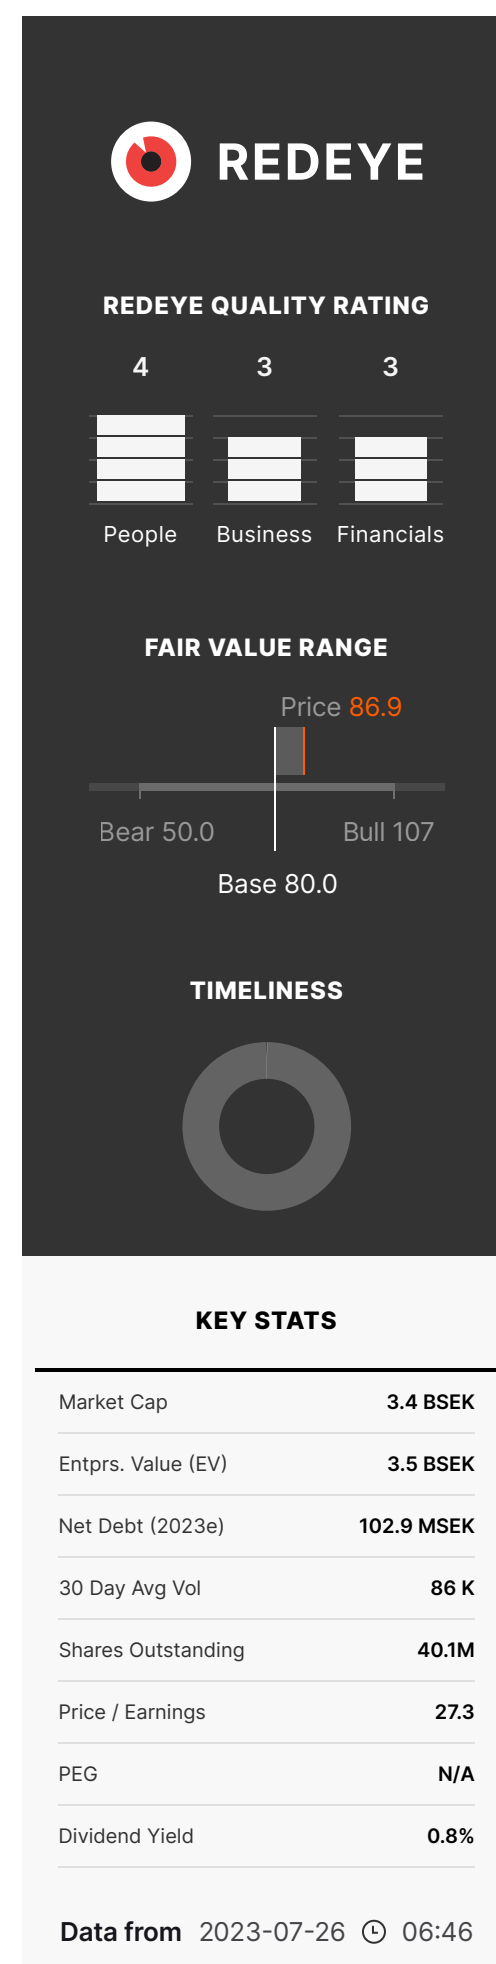 REDEYE
REDEYE QUALITY RATING
4 3 3
People Business Financials
FAIR VALUE RANGE
Price 86.9
Bear 50.0 Bull 107
Base 80.0
TIMELINESS
KEY STATS
Market Cap 3.4 BSEK
Entprs. Value (EV) 3.5 BSEK
Net Debt (2023e) 102.9 MSEK
30 Day Avg Vol 86 K
Shares Outstanding 40.1M
Price / Earnings 27.3
PEG N/A
Dividend Yield 0.8%
Data from 2023-07-26 06:46